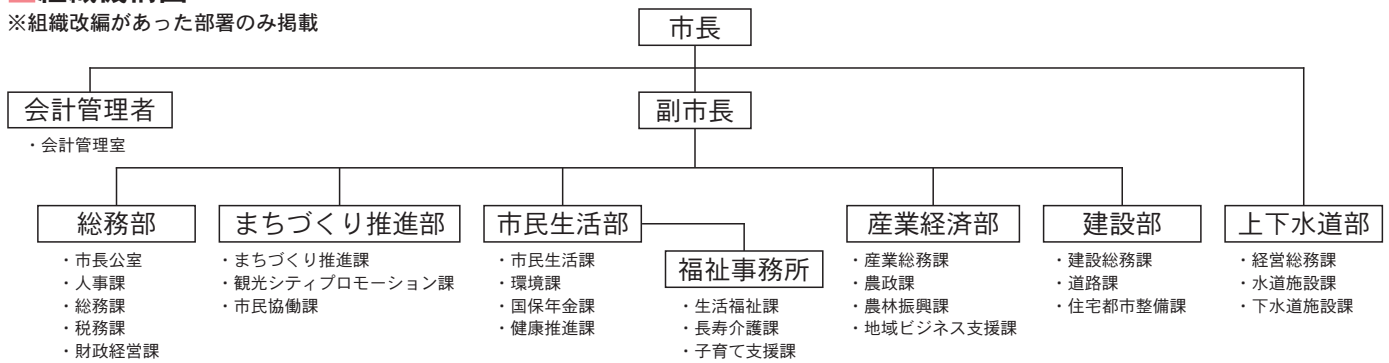 組織機構図
※組織改編があった部署のみ掲載
市長
会計管理者
・会計管理室
副市長
総務部
・市長公室
・人事課
・総務課
・税務課
・財政経営課
まちづくり推進部
・まちづくり推進課
・観光シティプロモーション課
・市民協働課
市民生活部
・市民生活課
・環境課
・国保年金課
・健康推進課
福祉事務所
・生活福祉課
・長寿介護課
・子育て支援課
産業経済部
・産業総務課
・農政課
・農林振興課
・地域ビジネス支援課
建設部
・建設総務課
・道路課
・住宅都市整備課
上下水道部
・経営総務課
・水道施設課
・下水道施設課